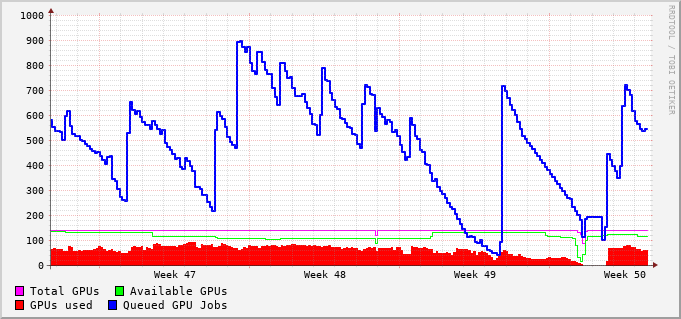 1000
900
800
700
600
500
400
300
200
100
0
Week 47 Week 48 Week 49 Week 50
Total GPUs Available GPUs
GPUs used Queued GPU Jobs
RRDTOOL / TOBI OETIKER